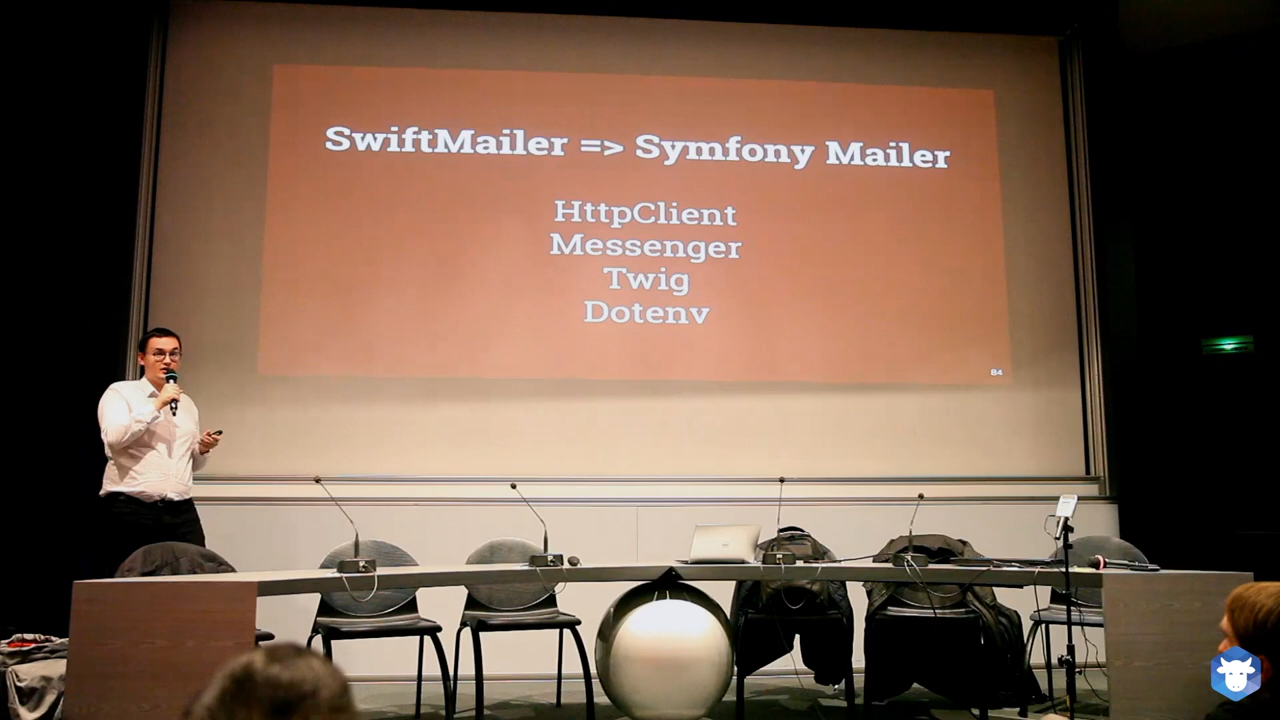 SwiftMailer => Symfony Mailer
HttpClient
Messenger
Twig
Dotenv
84